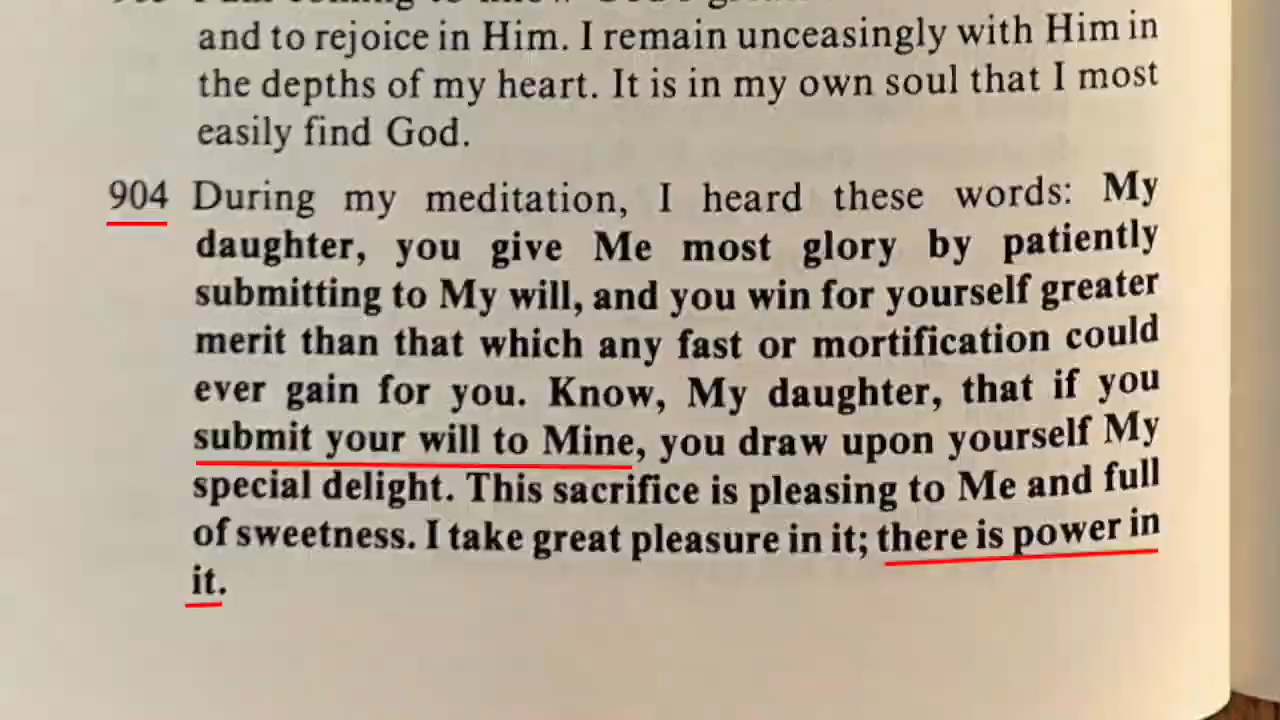 and to rejoice in Him. I remain unceasingly with Him in
the depths of my heart. It is in my own soul that I most
easily find God.
904 During my meditation, I heard these words: My
daughter, you give Me most glory by patiently
submitting to My will, and you win for yourself greater
merit than that which any fast or mortification could
ever gain for you. Know, My daughter, that if you
submit your will to Mine, you draw upon yourself My
special delight. This sacrifice is pleasing to Me and full
of sweetness. I take great pleasure in it; there is power in
it.